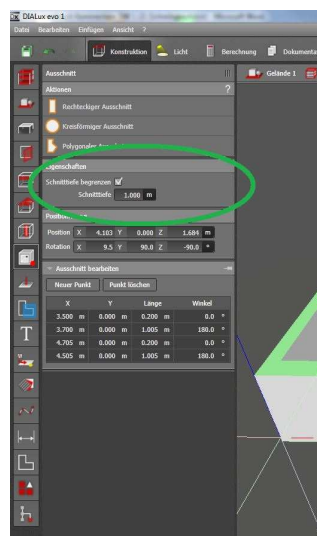 DIALux evo 1
Datei Bearbeiten Einfügen Ansicht ?
Konstruktion Licht Berechnung Dokumenta
Ausschnitt
Gelände 1
Aktionen ?
Rechteckiger Ausschnitt
Kreisförmiger Ausschnitt
Polygonaler
Eigenschaften
Schnitttiefe begrenzen
Schnitttiefe 1.000 m
Position X 4.103 Y 0.000 Z 1.684 m
Rotation X 9.5 Y 90.0 Z -90.0 °
Ausschnitt bearbeiten
Neuer Punkt Punkt löschen
X Y Länge Winkel
3.500 m 0.000 m 0.200 m 0.0 °
3.700 m 0.000 m 1.005 m 180.0 °
4.705 m 0.000 m 0.200 m 0.0 °
4.505 m 0.000 m 1.005 m 180.0 °
T